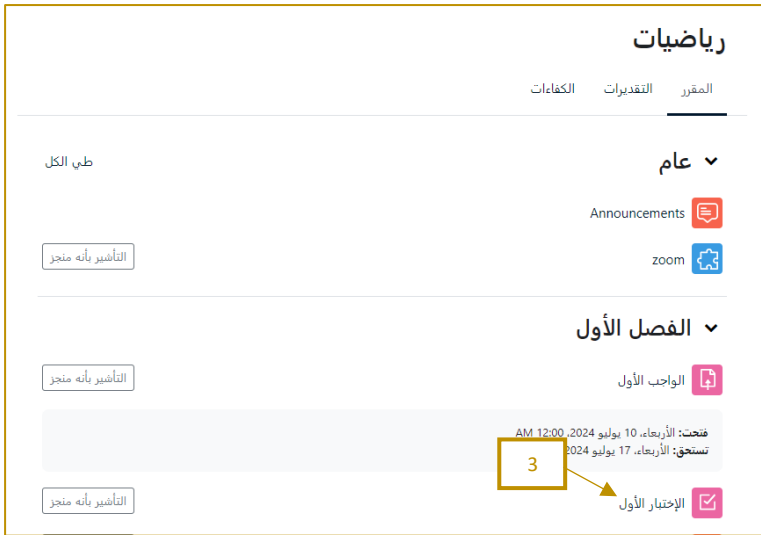 رياضيات
المقرر التقديرات الكفاءات
عام
طي الكل
Announcements
zoom
التأشير بأنه منجز
الفصل الأول
الواجب الأول
التأشير بأنه منجز
فتحت: الأربعاء، 10 يوليو 2024، 12:00 AM
تستحق: الأربعاء، 17 يوليو 2024
3
الإختبار الأول
التأشير بأنه منجز